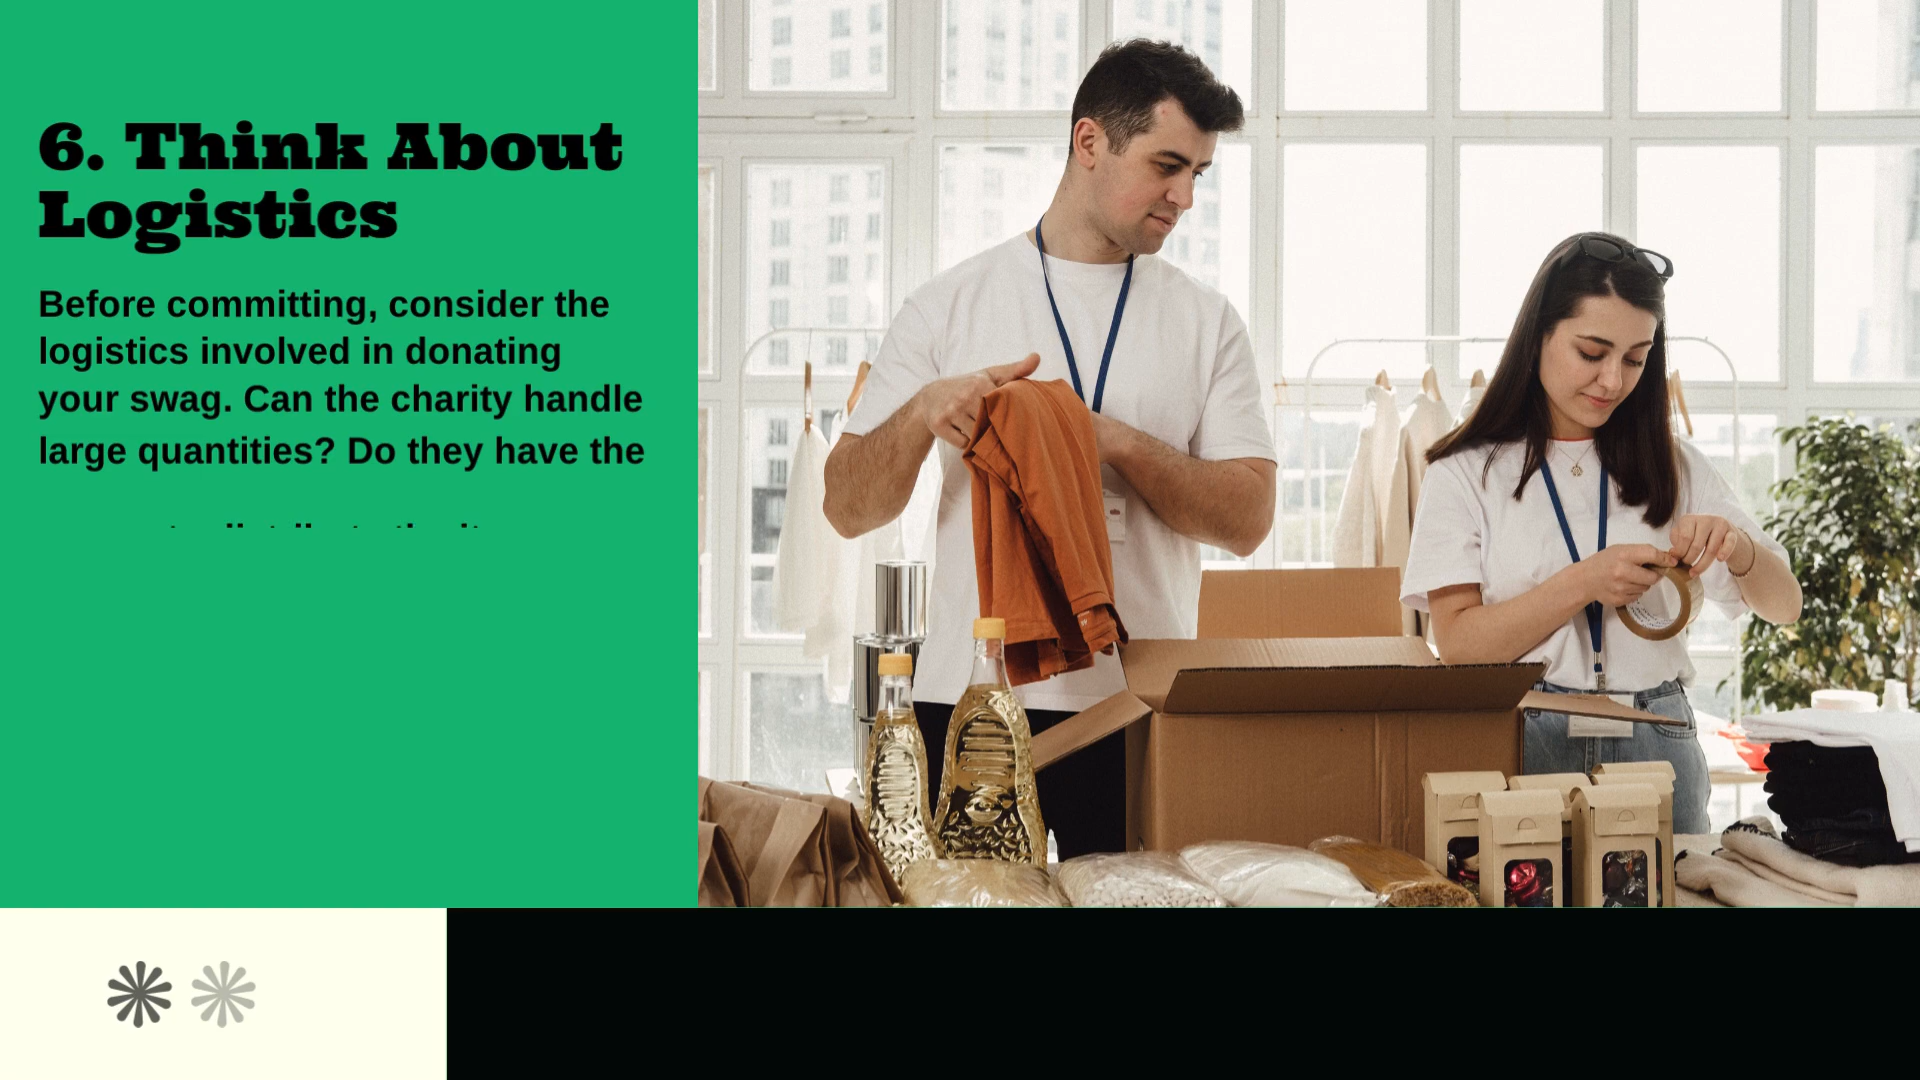 6. Think About
Logistics
Before committing, consider the
logistics involved in donating
your swag. Can the charity handle
large quantities? Do they have the